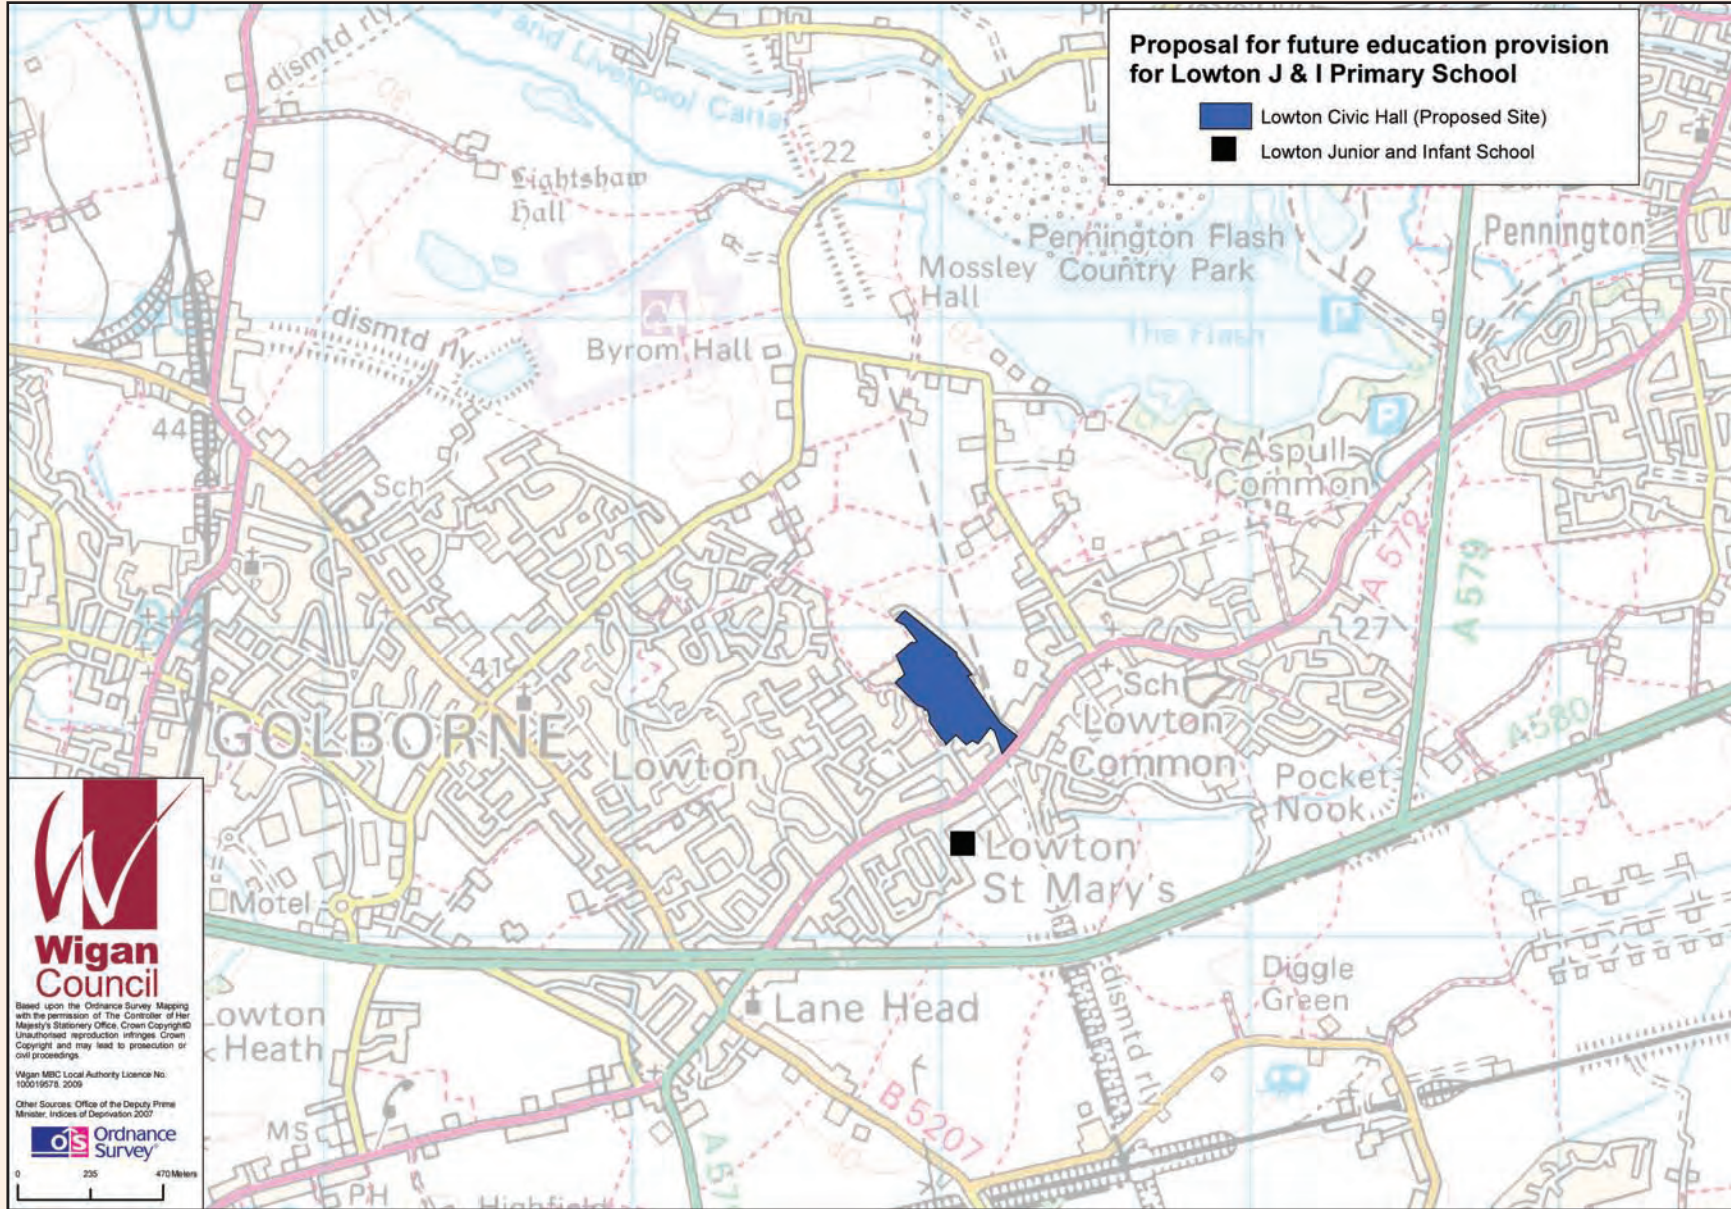 Proposal for future education provision
for Lowton J & I Primary School
Lowton Civic Hall (Proposed Site)
Lowton Junior and Infant School
dismtd rly
and Liverpool Canal
22
Lightshaw
Hall
Pennington Flash
Country Park
Mossley
Hall
Pennington
The Flash
P
P
dismtd rly
Byrom Hall
44
Sch
Aspull
Common
A 572
A 579
27
41
GOLBORNE
Lowton
Sch
Lowton
Common
A580
Pocket
Nook
Lowton
St Mary's
Motel
Lane Head
Diggle
Green
dismtd rly
Lowton
Heath
B 5207
MS
PH
A 57
Highfield
Wigan
Council
Based upon the Ordnance Survey Mapping
with the permission of The Controller of Her
Majesty's Stationery Office. Crown Copyright©
Unauthorised reproduction infringes Crown
Copyright and may lead to prosecution or
civil proceedings.
Wigan MBC Local Authority Licence No.
100019578, 2009
Other Sources: Office of the Deputy Prime
Minister, Indices of Deprivation 2007
OS Ordnance
Survey®
0 235 470 Meters